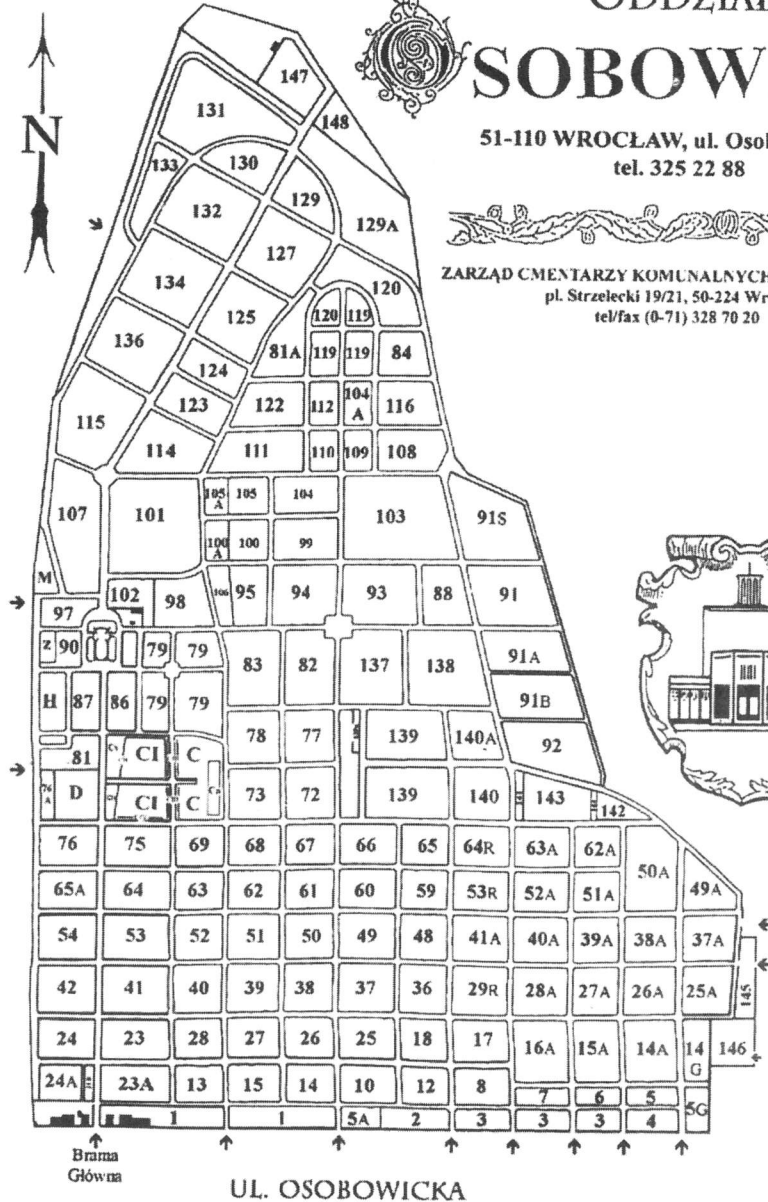 ODDZIAŁ
OSOBOW
51-110 WROCŁAW, ul. Osol
tel. 325 22 88
ZARZĄD CMENTARZY KOMUNALNYCH
pl. Strzelecki 19/21, 50-224 Wr
tel/fax (0-71) 328 70 20
N
147
131
148
133 130
129
132 129A
127
134 120
125 120 119
136 81A 119 119 84
124
123 122 112 104 A 116
115
114 111 110 109 108
107 101 105 A 105 104 103 91S
100 A 100 99
M 102 98 106 95 94 93 88 91
97
Z 90 79 79 83 82 137 138 91A
H 87 86 79 79 91B
78 77 139 140A 92
81 CI C
76 A D CI C 73 72 139 140 143 142
76 75 69 68 67 66 65 64R 63A 62A 50A
65A 64 63 62 61 60 59 53R 52A 51A 49A
54 53 52 51 50 49 48 41A 40A 39A 38A 37A
42 41 40 39 38 37 36 29R 28A 27A 26A 25A 145
24 23 28 27 26 25 18 17 16A 15A 14A 14 G 146
24A 23A 13 15 14 10 12 8 7 6 5 5G
1 1 5A 2 3 3 3 4
Brama
Główna
UL. OSOBOWICKA